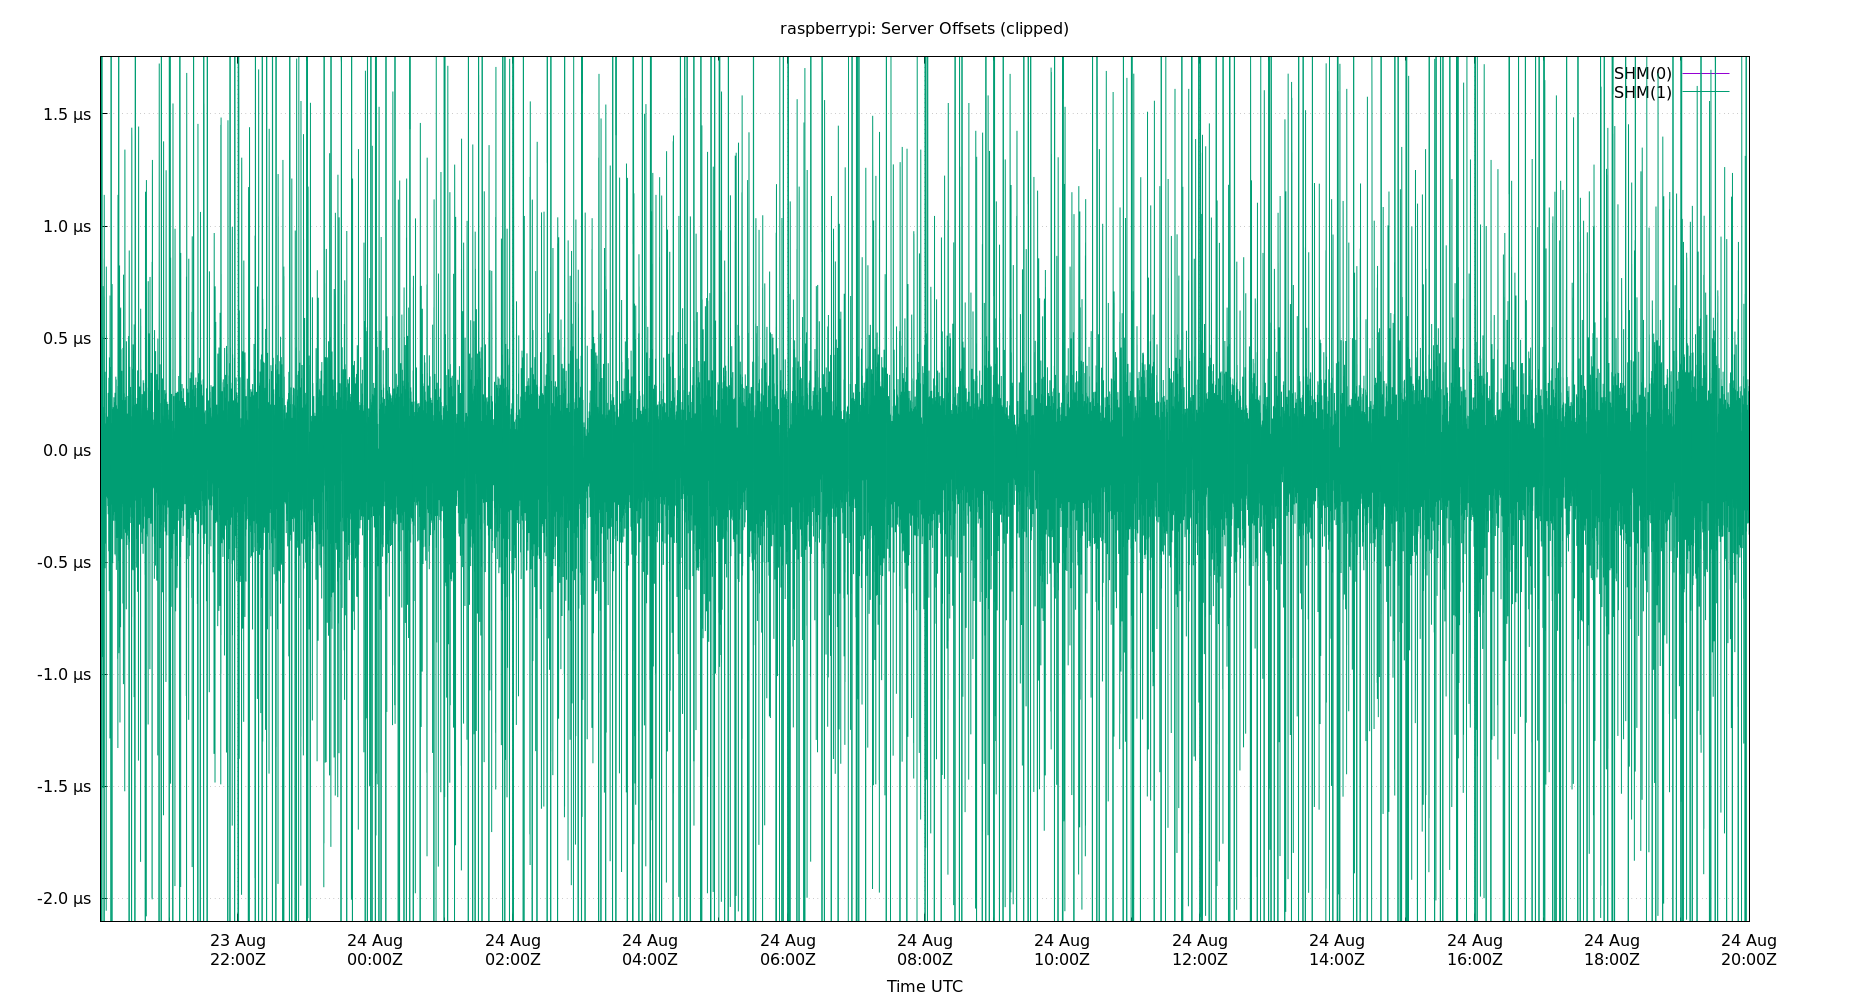 raspberrypi: Server Offsets (clipped)
SHM(0)
SHM(1)
1.5 µs
1.0 µs
0.5 µs
0.0 µs
-0.5 µs
-1.0 µs
-1.5 µs
-2.0 µs
23 Aug 24 Aug 24 Aug 24 Aug 24 Aug 24 Aug 24 Aug 24 Aug 24 Aug 24 Aug 24 Aug 24 Aug
22:00Z 00:00Z 02:00Z 04:00Z 06:00Z 08:00Z 10:00Z 12:00Z 14:00Z 16:00Z 18:00Z 20:00Z
Time UTC